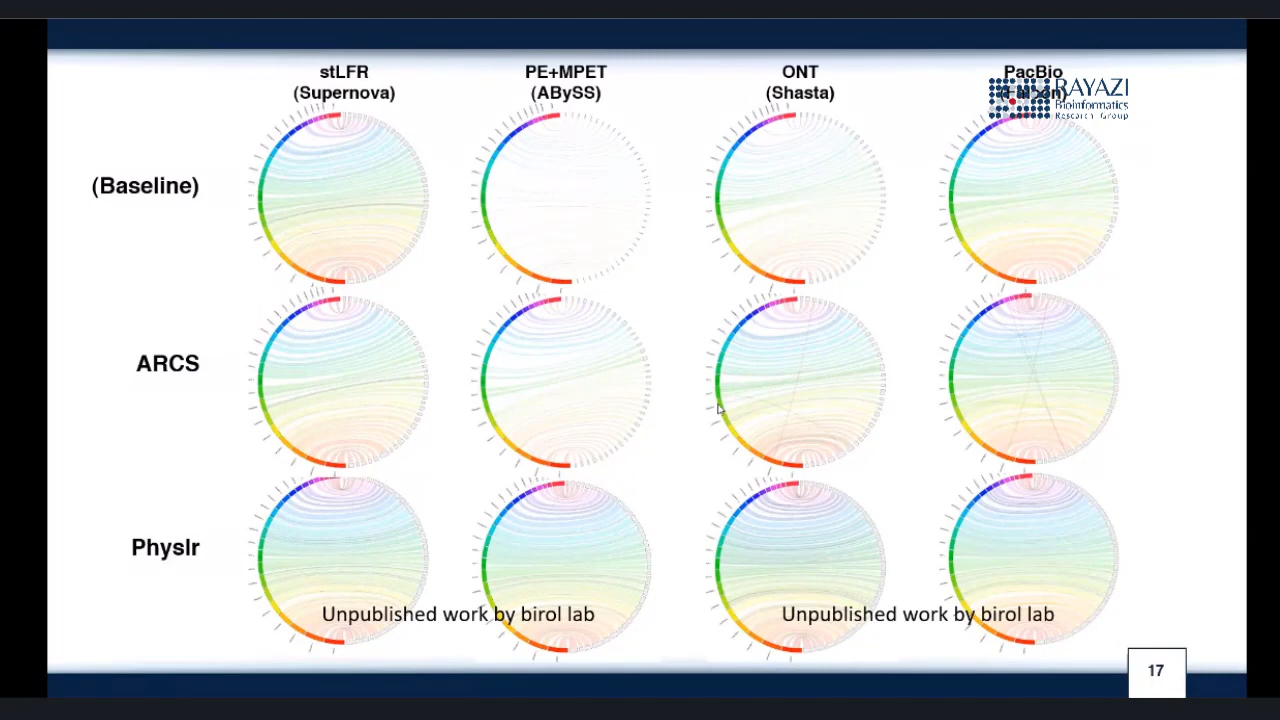 stLFR
(Supernova)
PE+MPET
(ABySS)
ONT
(Shasta)
PacBio
RAYAZI
Bioinformatics
Research Group
(Baseline)
ARCS
Physlr
Unpublished work by birol lab
Unpublished work by birol lab
17